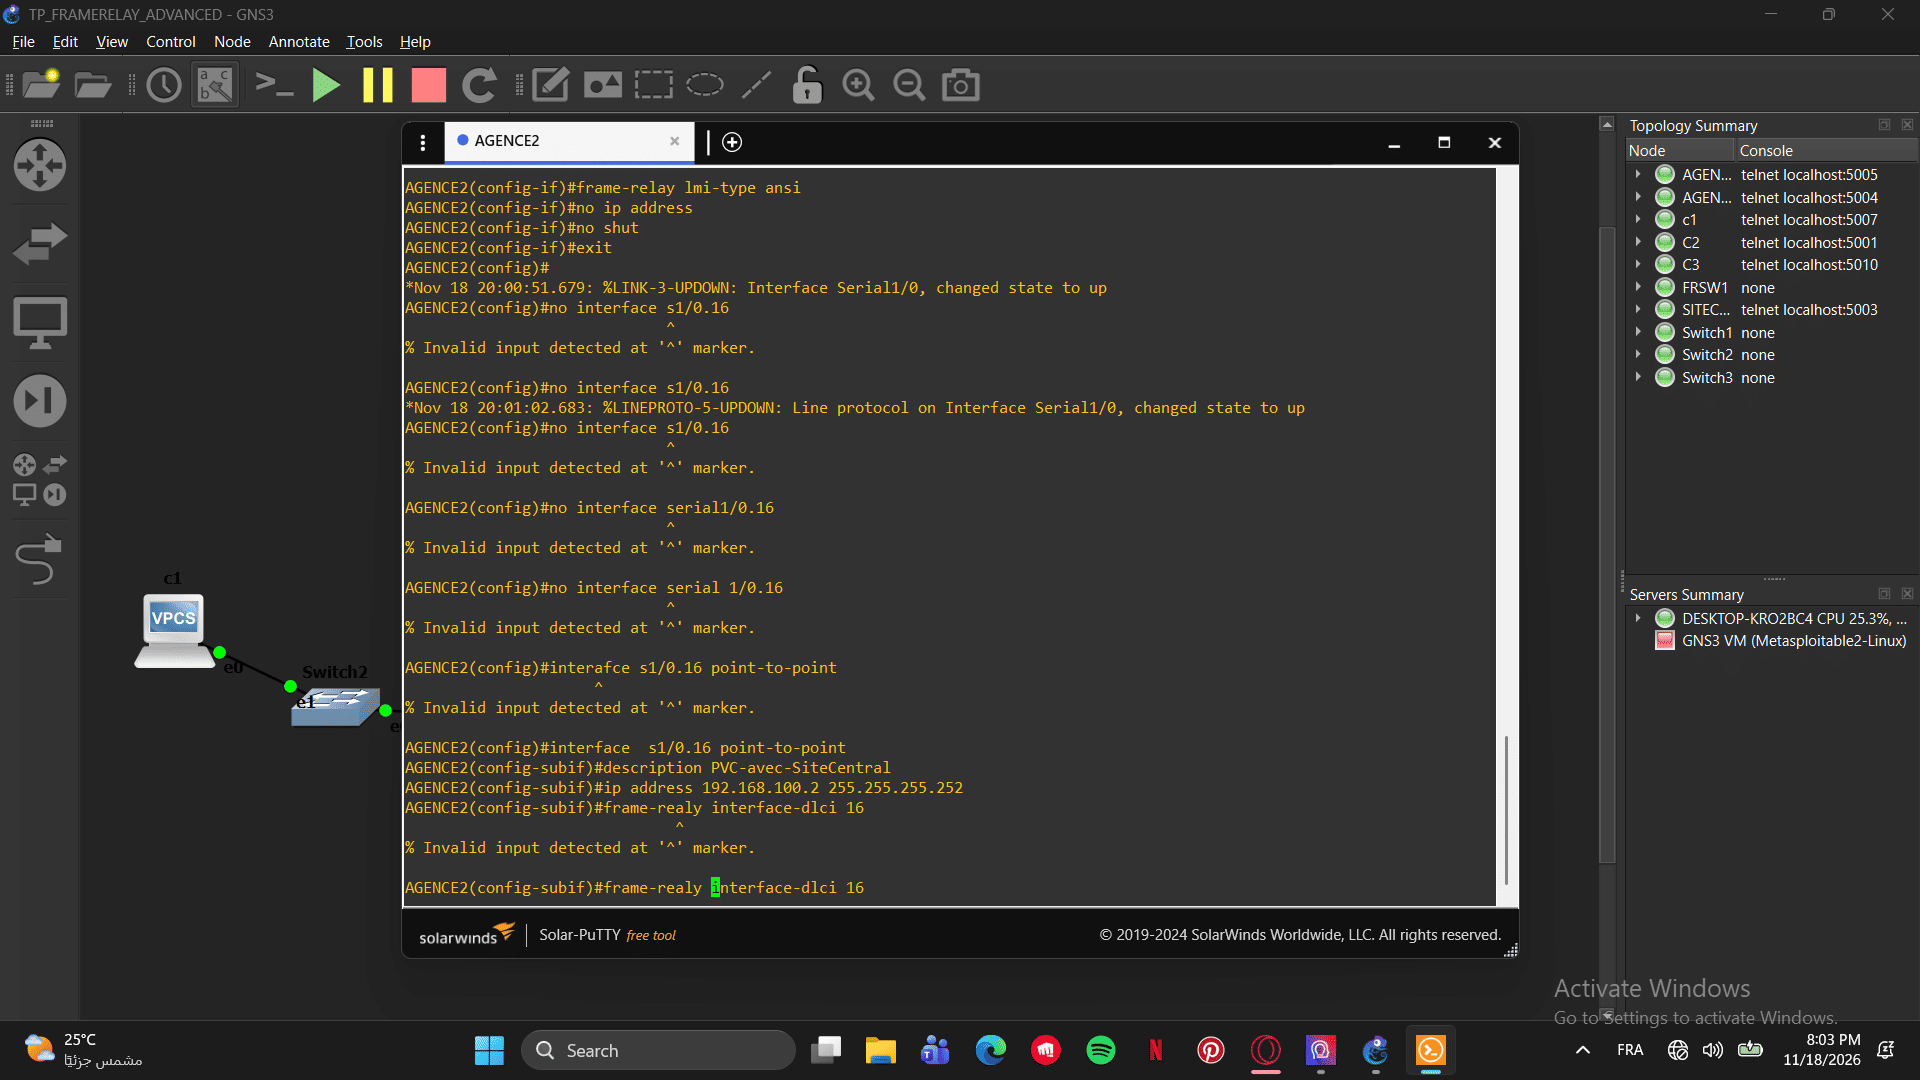 TP_FRAMERELAY_ADVANCED - GNS3
File Edit View Control Node Annotate Tools Help
AGENCE2
AGENCE2(config-if)#frame-relay lmi-type ansi
AGENCE2(config-if)#no ip address
AGENCE2(config-if)#no shut
AGENCE2(config-if)#exit
AGENCE2(config)#
*Nov 18 20:00:51.679: %LINK-3-UPDOWN: Interface Serial1/0, changed state to up
AGENCE2(config)#no interface s1/0.16
^
% Invalid input detected at '^' marker.
AGENCE2(config)#no interface s1/0.16
*Nov 18 20:01:02.683: %LINEPROTO-5-UPDOWN: Line protocol on Interface Serial1/0, changed state to up
AGENCE2(config)#no interface s1/0.16
^
% Invalid input detected at '^' marker.
AGENCE2(config)#no interface serial1/0.16
^
% Invalid input detected at '^' marker.
AGENCE2(config)#no interface serial 1/0.16
^
% Invalid input detected at '^' marker.
AGENCE2(config)#interafce s1/0.16 point-to-point
^
% Invalid input detected at '^' marker.
AGENCE2(config)#interface  s1/0.16 point-to-point
AGENCE2(config-subif)#description PVC-avec-SiteCentral
AGENCE2(config-subif)#ip address 192.168.100.2 255.255.255.252
AGENCE2(config-subif)#frame-realy interface-dlci 16
^
% Invalid input detected at '^' marker.
AGENCE2(config-subif)#frame-realy interface-dlci 16
solarwinds Solar-PuTTY free tool
© 2019-2024 SolarWinds Worldwide, LLC. All rights reserved.
c1
VPCS
e0
Switch2
e1
e
Topology Summary
Node Console
AGEN... telnet localhost:5005
AGEN... telnet localhost:5004
c1 telnet localhost:5007
C2 telnet localhost:5001
C3 telnet localhost:5010
FRSW1 none
SITEC... telnet localhost:5003
Switch1 none
Switch2 none
Switch3 none
Servers Summary
DESKTOP-KRO2BC4 CPU 25.3%, ...
GNS3 VM (Metasploitable2-Linux)
Activate Windows
Go to Settings to activate Windows.
25°C
مشمس جزئيًا
Search
FRA
8:03 PM
11/18/2026